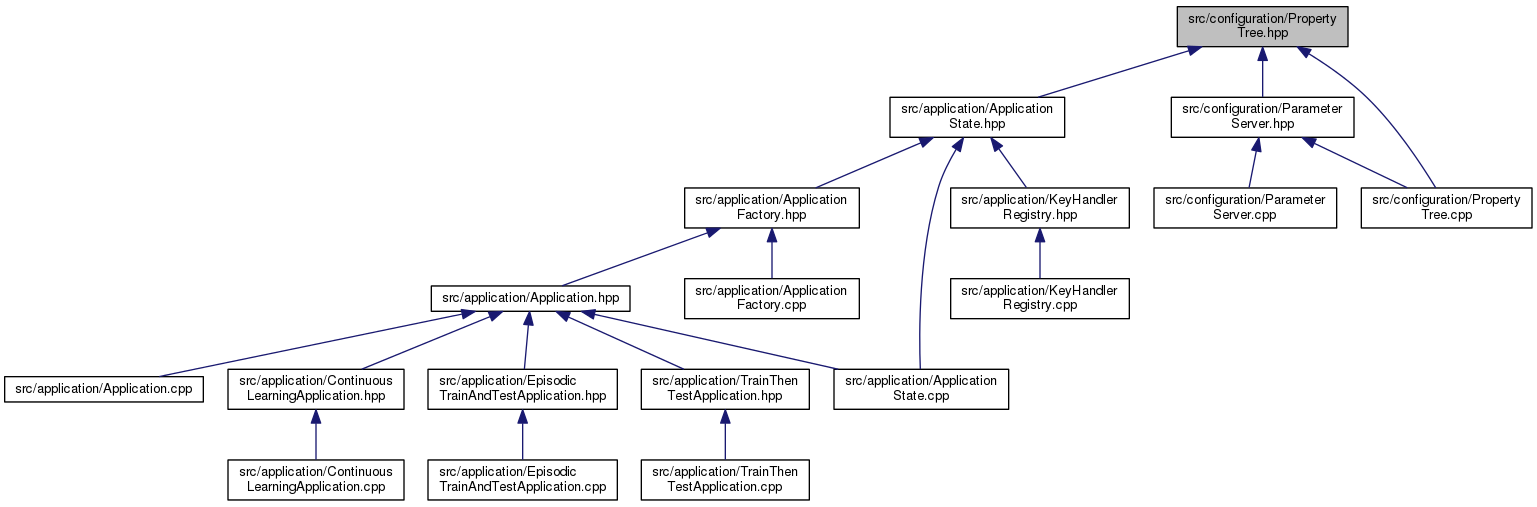 src/configuration/Property
Tree.hpp
src/application/Application
State.hpp
src/configuration/Parameter
Server.hpp
src/application/Application
Factory.hpp
src/application/KeyHandler
Registry.hpp
src/configuration/Parameter
Server.cpp
src/configuration/Property
Tree.cpp
src/application/Application.hpp
src/application/Application
Factory.cpp
src/application/KeyHandler
Registry.cpp
src/application/Application.cpp
src/application/Continuous
LearningApplication.hpp
src/application/Episodic
TrainAndTestApplication.hpp
src/application/TrainThen
TestApplication.hpp
src/application/Application
State.cpp
src/application/Continuous
LearningApplication.cpp
src/application/Episodic
TrainAndTestApplication.cpp
src/application/TrainThen
TestApplication.cpp